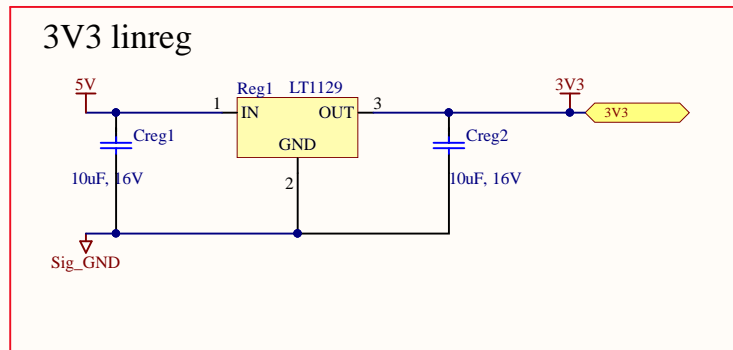 3V3 linreg
5V
Reg1 LT1129
3V3
1
IN
OUT
3
3V3
Creg1
GND
Creg2
10uF, 16V
2
10uF, 16V
Sig_GND